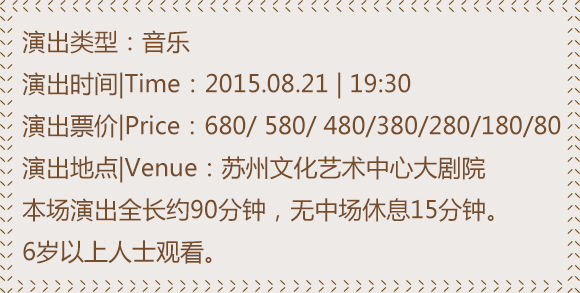 演出类型：音乐
演出时间|Time：2015.08.21 | 19:30
演出票价|Price：680/ 580/ 480/380/280/180/80
演出地点|Venue：苏州文化艺术中心大剧院
本场演出全长约90分钟，无中场休息15分钟。
6岁以上人士观看。